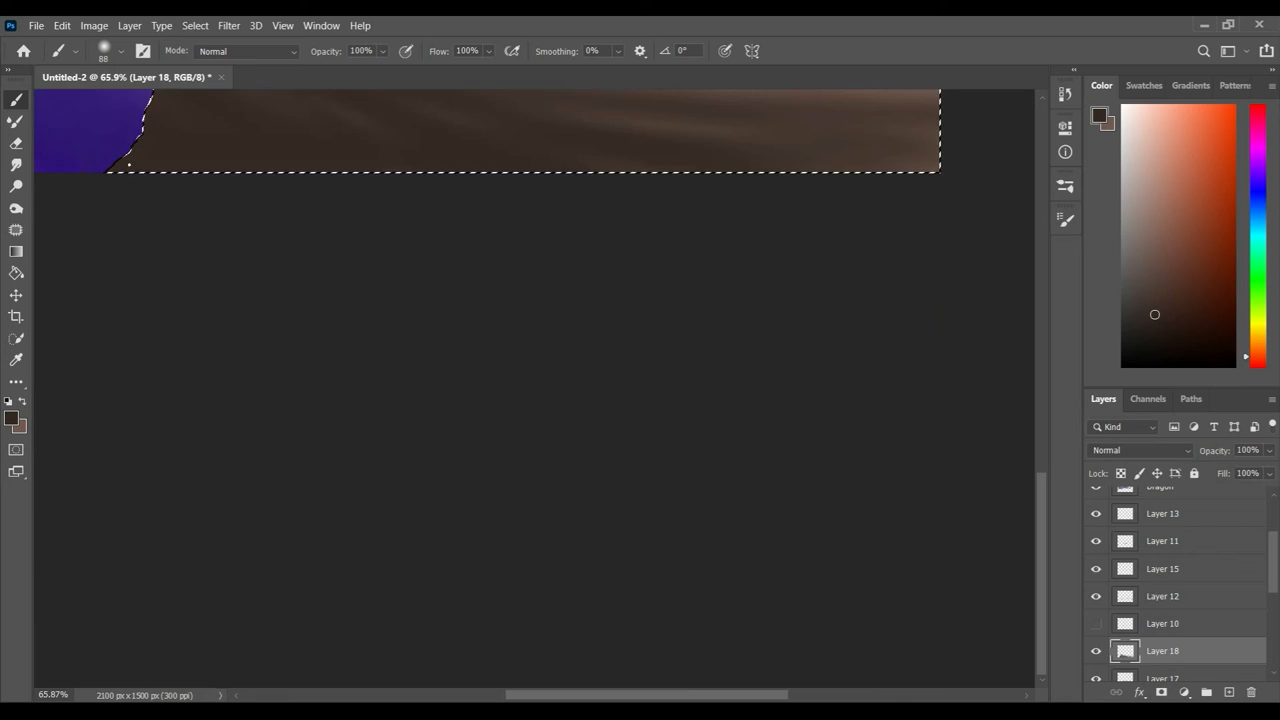 Ps File Edit Image Layer Type Select Filter 3D View Window Help
88 Mode: Normal Opacity: 100% Flow: 100% Smoothing: 0% 0°
Untitled-2 @ 65.9% (Layer 18, RGB/8) *
Color Swatches Gradients Patterns
Layers Channels Paths
Kind
Normal Opacity: 100%
Lock: Fill: 100%
Dragon
Layer 13
Layer 11
Layer 15
Layer 12
Layer 10
Layer 18
Layer 17
65.87% 2100 px x 1500 px (300 ppi)
fx